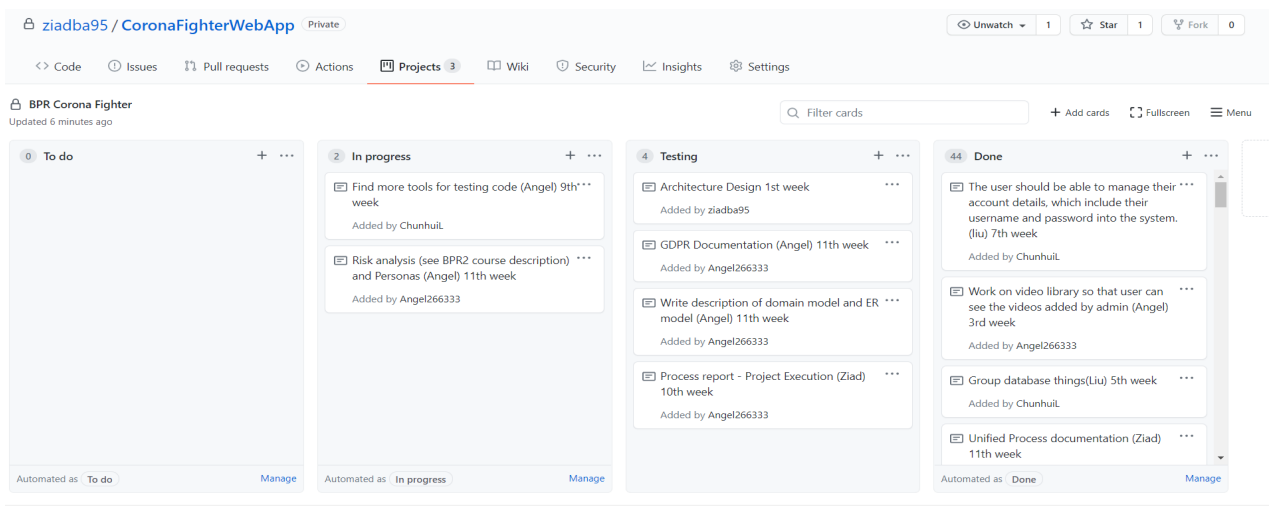 ziadba95 / CoronaFighterWebApp Private
Unwatch 1 Star 1 Fork 0
Code Issues Pull requests Actions Projects 3 Wiki Security Insights Settings
BPR Corona Fighter
Updated 6 minutes ago
Filter cards
Add cards Fullscreen Menu
0 To do
Automated as To do Manage
2 In progress
Find more tools for testing code (Angel) 9th
week
Added by ChunhuiL
Risk analysis (see BPR2 course description)
and Personas (Angel) 11th week
Added by Angel266333
Automated as In progress Manage
4 Testing
Architecture Design 1st week
Added by ziadba95
GDPR Documentation (Angel) 11th week
Added by Angel266333
Write description of domain model and ER
model (Angel) 11th week
Added by Angel266333
Process report - Project Execution (Ziad)
10th week
Added by Angel266333
44 Done
The user should be able to manage their
account details, which include their
username and password into the system.
(liu) 7th week
Added by ChunhuiL
Work on video library so that user can
see the videos added by admin (Angel)
3rd week
Added by Angel266333
Group database things(Liu) 5th week
Added by ChunhuiL
Unified Process documentation (Ziad)
11th week
Automated as Done Manage